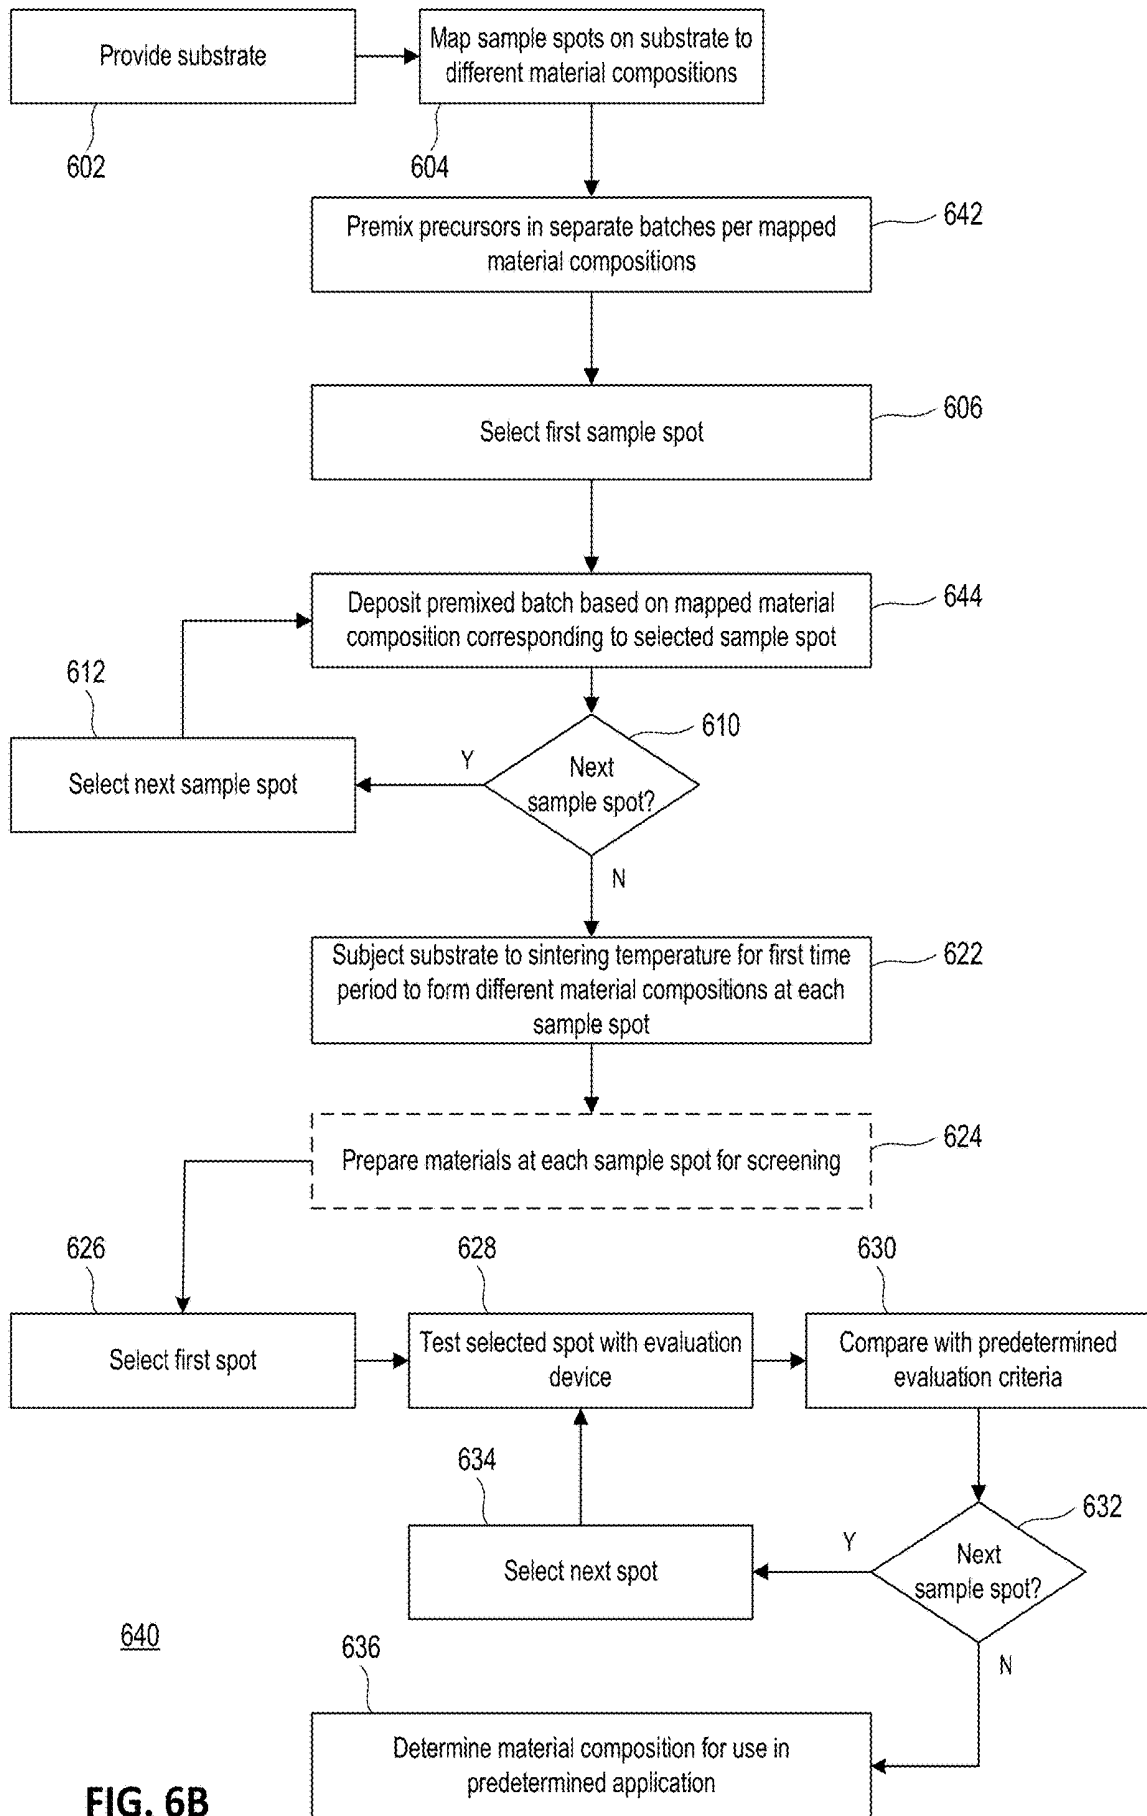 Provide substrate
Map sample spots on substrate to
different material compositions
602
604
Premix precursors in separate batches per mapped
material compositions
642
Select first sample spot
606
Deposit premixed batch based on mapped material
composition corresponding to selected sample spot
644
612
610
Y
Select next sample spot
Next
sample spot?
N
Subject substrate to sintering temperature for first time
period to form different material compositions at each
sample spot
622
Prepare materials at each sample spot for screening
624
626
628
630
Select first spot
Test selected spot with evaluation
device
Compare with predetermined
evaluation criteria
634
632
Y
Select next spot
Next
sample spot?
640
636
N
Determine material composition for use in
predetermined application
FIG. 6B